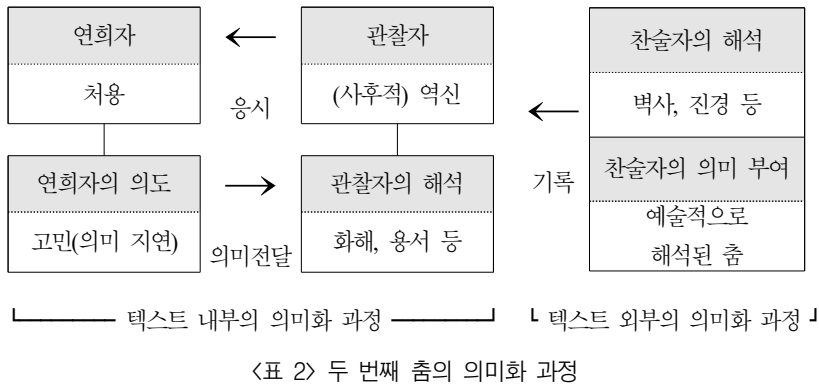 연희자
관찰자
찬술자의 해석
처용
응시
(사후적) 역신
벽사, 진경 등
연희자의 의도
관찰자의 해석
기록
찬술자의 의미 부여
고민(의미 지연)
의미전달
화해, 용서 등
예술적으로
해석된 춤
텍스트 내부의 의미화 과정
텍스트 외부의 의미화 과정
<표 2> 두 번째 춤의 의미화 과정